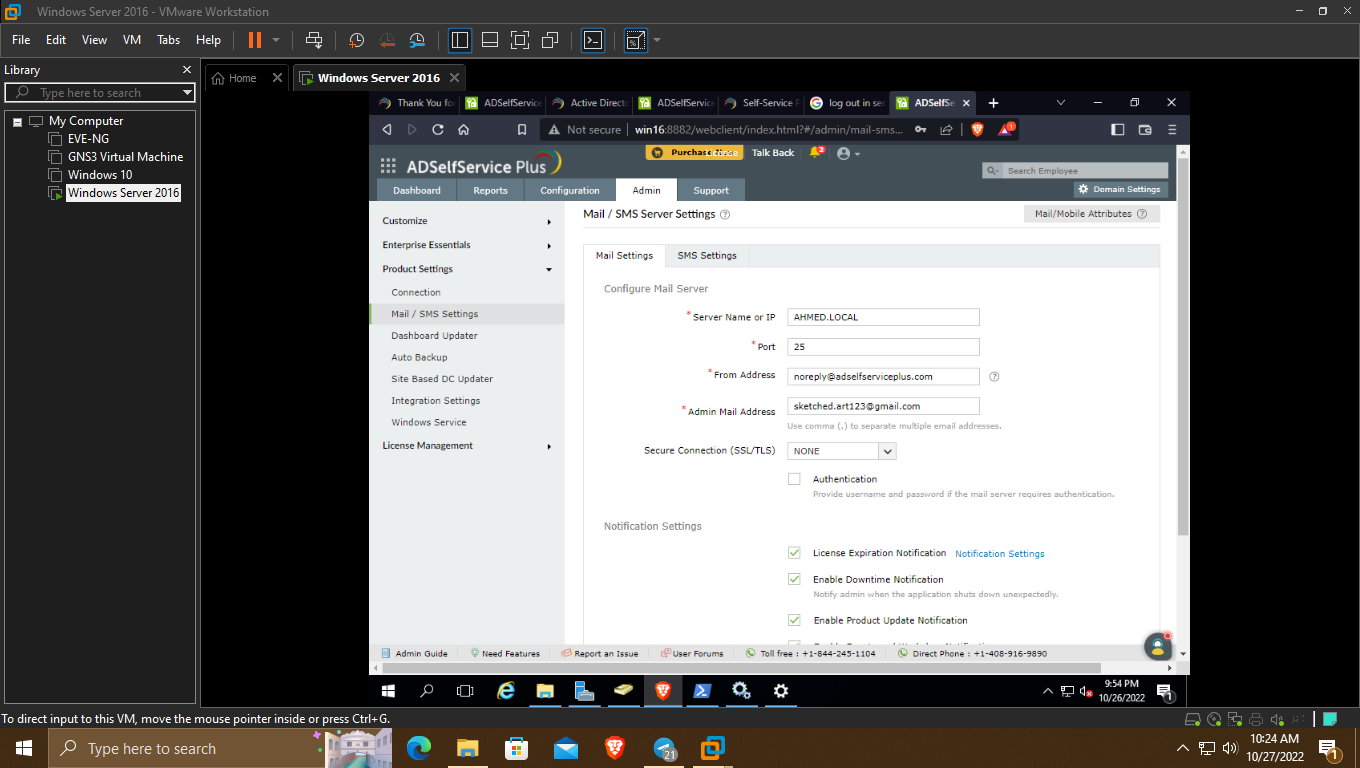 Windows Server 2016 - VMware Workstation
File Edit View VM Tabs Help
Library
Type here to search
My Computer
EVE-NG
GNS3 Virtual Machine
Windows 10
Windows Server 2016
Home
Windows Server 2016
Thank You fo
ADSelfService
Active Direct
ADSelfService
Self-Service P
log out in se
ADSelfSe
Not secure win16:8882/webclient/index.html?#/admin/mail-sms...
ADSelfService Plus
Talk Back
2
Search Employee
Dashboard Reports Configuration Admin Support
Domain Settings
Customize
Enterprise Essentials
Product Settings
Connection
Mail / SMS Settings
Dashboard Updater
Auto Backup
Site Based DC Updater
Integration Settings
Windows Service
License Management
Mail / SMS Server Settings
Mail/Mobile Attributes
Mail Settings SMS Settings
Configure Mail Server
*Server Name or IP AHMED.LOCAL
*Port 25
*From Address noreply@adselfserviceplus.com
*Admin Mail Address sketched.art123@gmail.com
Use comma (,) to separate multiple email addresses.
Secure Connection (SSL/TLS) NONE
Authentication
Provide username and password if the mail server requires authentication.
Notification Settings
License Expiration Notification Notification Settings
Enable Downtime Notification
Notify admin when the application shuts down unexpectedly.
Enable Product Update Notification
Admin Guide Need Features Report an Issue User Forums Toll free : +1-844-245-1104 Direct Phone : +1-408-916-9890
9:54 PM
10/26/2022
1
To direct input to this VM, move the mouse pointer inside or press Ctrl+G.
Type here to search
21
10:24 AM
10/27/2022
1